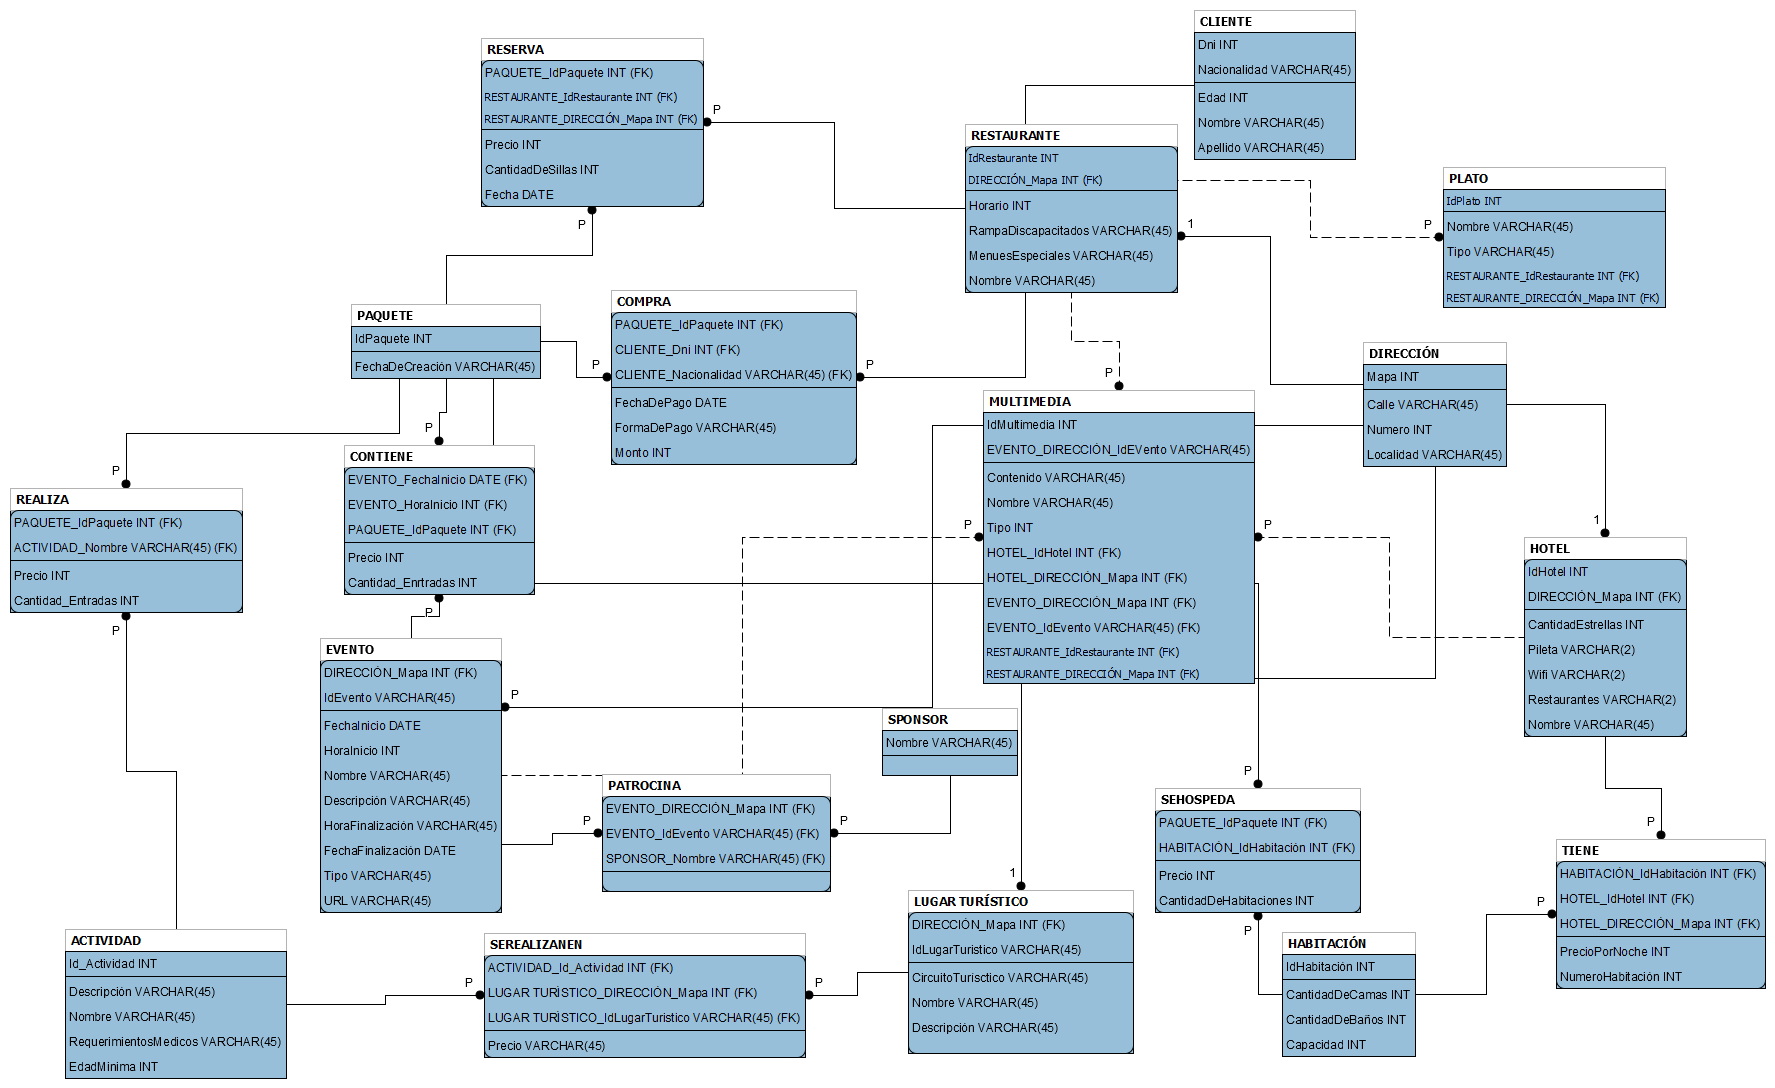 CLIENTE
Dni INT
Nacionalidad VARCHAR(45)
Edad INT
Nombre VARCHAR(45)
Apellido VARCHAR(45)
RESERVA
PAQUETE_IdPaquete INT (FK)
RESTAURANTE_IdRestaurante INT (FK)
RESTAURANTE_DIRECCIÓN_Mapa INT (FK)
Precio INT
CantidadDeSillas INT
Fecha DATE
P
P
RESTAURANTE
IdRestaurante INT
DIRECCIÓN_Mapa INT (FK)
Horario INT
RampaDiscapacitados VARCHAR(45)
MenuesEspeciales VARCHAR(45)
Nombre VARCHAR(45)
1
PLATO
IdPlato INT
Nombre VARCHAR(45)
Tipo VARCHAR(45)
RESTAURANTE_IdRestaurante INT (FK)
RESTAURANTE_DIRECCIÓN_Mapa INT (FK)
P
PAQUETE
IdPaquete INT
FechaDeCreación VARCHAR(45)
COMPRA
PAQUETE_IdPaquete INT (FK)
CLIENTE_Dni INT (FK)
CLIENTE_Nacionalidad VARCHAR(45) (FK)
FechaDePago DATE
FormaDePago VARCHAR(45)
Monto INT
P
P
DIRECCIÓN
Mapa INT
Calle VARCHAR(45)
Numero INT
Localidad VARCHAR(45)
MULTIMEDIA
IdMultimedia INT
EVENTO_DIRECCIÓN_IdEVento VARCHAR(45)
Contenido VARCHAR(45)
Nombre VARCHAR(45)
Tipo INT
HOTEL_IdHotel INT (FK)
HOTEL_DIRECCIÓN_Mapa INT (FK)
EVENTO_DIRECCIÓN_Mapa INT (FK)
EVENTO_IdEvento VARCHAR(45) (FK)
RESTAURANTE_IdRestaurante INT (FK)
RESTAURANTE_DIRECCIÓN_Mapa INT (FK)
P
P
P
CONTIENE
EVENTO_FechaInicio DATE (FK)
EVENTO_HoraInicio INT (FK)
PAQUETE_IdPaquete INT (FK)
Precio INT
Cantidad_Enrtradas INT
P
P
REALIZA
PAQUETE_IdPaquete INT (FK)
ACTIVIDAD_Nombre VARCHAR(45) (FK)
Precio INT
Cantidad_Entradas INT
P
P
HOTEL
IdHotel INT
DIRECCIÓN_Mapa INT (FK)
CantidadEstrellas INT
Pileta VARCHAR(2)
Wifi VARCHAR(2)
Restaurantes VARCHAR(2)
Nombre VARCHAR(45)
1
EVENTO
DIRECCIÓN_Mapa INT (FK)
IdEvento VARCHAR(45)
FechaInicio DATE
HoraInicio INT
Nombre VARCHAR(45)
Descripción VARCHAR(45)
HoraFinalización VARCHAR(45)
FechaFinalización DATE
Tipo VARCHAR(45)
URL VARCHAR(45)
P
SPONSOR
Nombre VARCHAR(45)
PATROCINA
EVENTO_DIRECCIÓN_Mapa INT (FK)
EVENTO_IdEvento VARCHAR(45) (FK)
SPONSOR_Nombre VARCHAR(45) (FK)
P
P
SEHOSPEDA
PAQUETE_IdPaquete INT (FK)
HABITACIÓN_IdHabitación INT (FK)
Precio INT
CantidadDeHabitaciones INT
P
P
TIENE
HABITACIÓN_IdHabitación INT (FK)
HOTEL_IdHotel INT (FK)
HOTEL_DIRECCIÓN_Mapa INT (FK)
PrecioPorNoche INT
NumeroHabitación INT
P
P
LUGAR TURÍSTICO
DIRECCIÓN_Mapa INT (FK)
IdLugarTuristico VARCHAR(45)
CircuitoTurisctico VARCHAR(45)
Nombre VARCHAR(45)
Descripción VARCHAR(45)
1
ACTIVIDAD
Id_Actividad INT
Descripción VARCHAR(45)
Nombre VARCHAR(45)
RequerimientosMedicos VARCHAR(45)
EdadMinima INT
SEREALIZANEN
ACTIVIDAD_Id_Actividad INT (FK)
LUGAR TURÍSTICO_DIRECCIÓN_Mapa INT (FK)
LUGAR TURÍSTICO_IdLugarTuristico VARCHAR(45) (FK)
Precio VARCHAR(45)
P
P
HABITACIÓN
IdHabitación INT
CantidadDeCamas INT
CantidadDeBaños INT
Capacidad INT